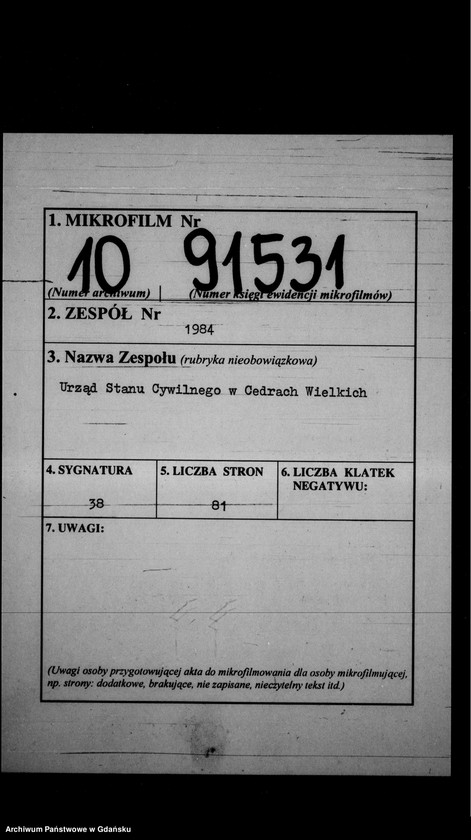 1. MIKROFILM Nr
10 91531
(Numer archiwum) (Numer księgi ewidencji mikrofilmów)
2. ZESPÓŁ Nr
1984
3. Nazwa Zespołu (rubryka nieobowiązkowa)
Urząd Stanu Cywilnego w Cedrach Wielkich
4. SYGNATURA 5. LICZBA STRON 6. LICZBA KLATEK
NEGATYWU:
38 81
7. UWAGI:
(Uwagi osoby przygotowującej akta do mikrofilmowania dla osoby mikrofilmującej,
np. strony: dodatkowe, brakujące, nie zapisane, nieczytelny tekst itd.)
Archiwum Państwowe w Gdańsku